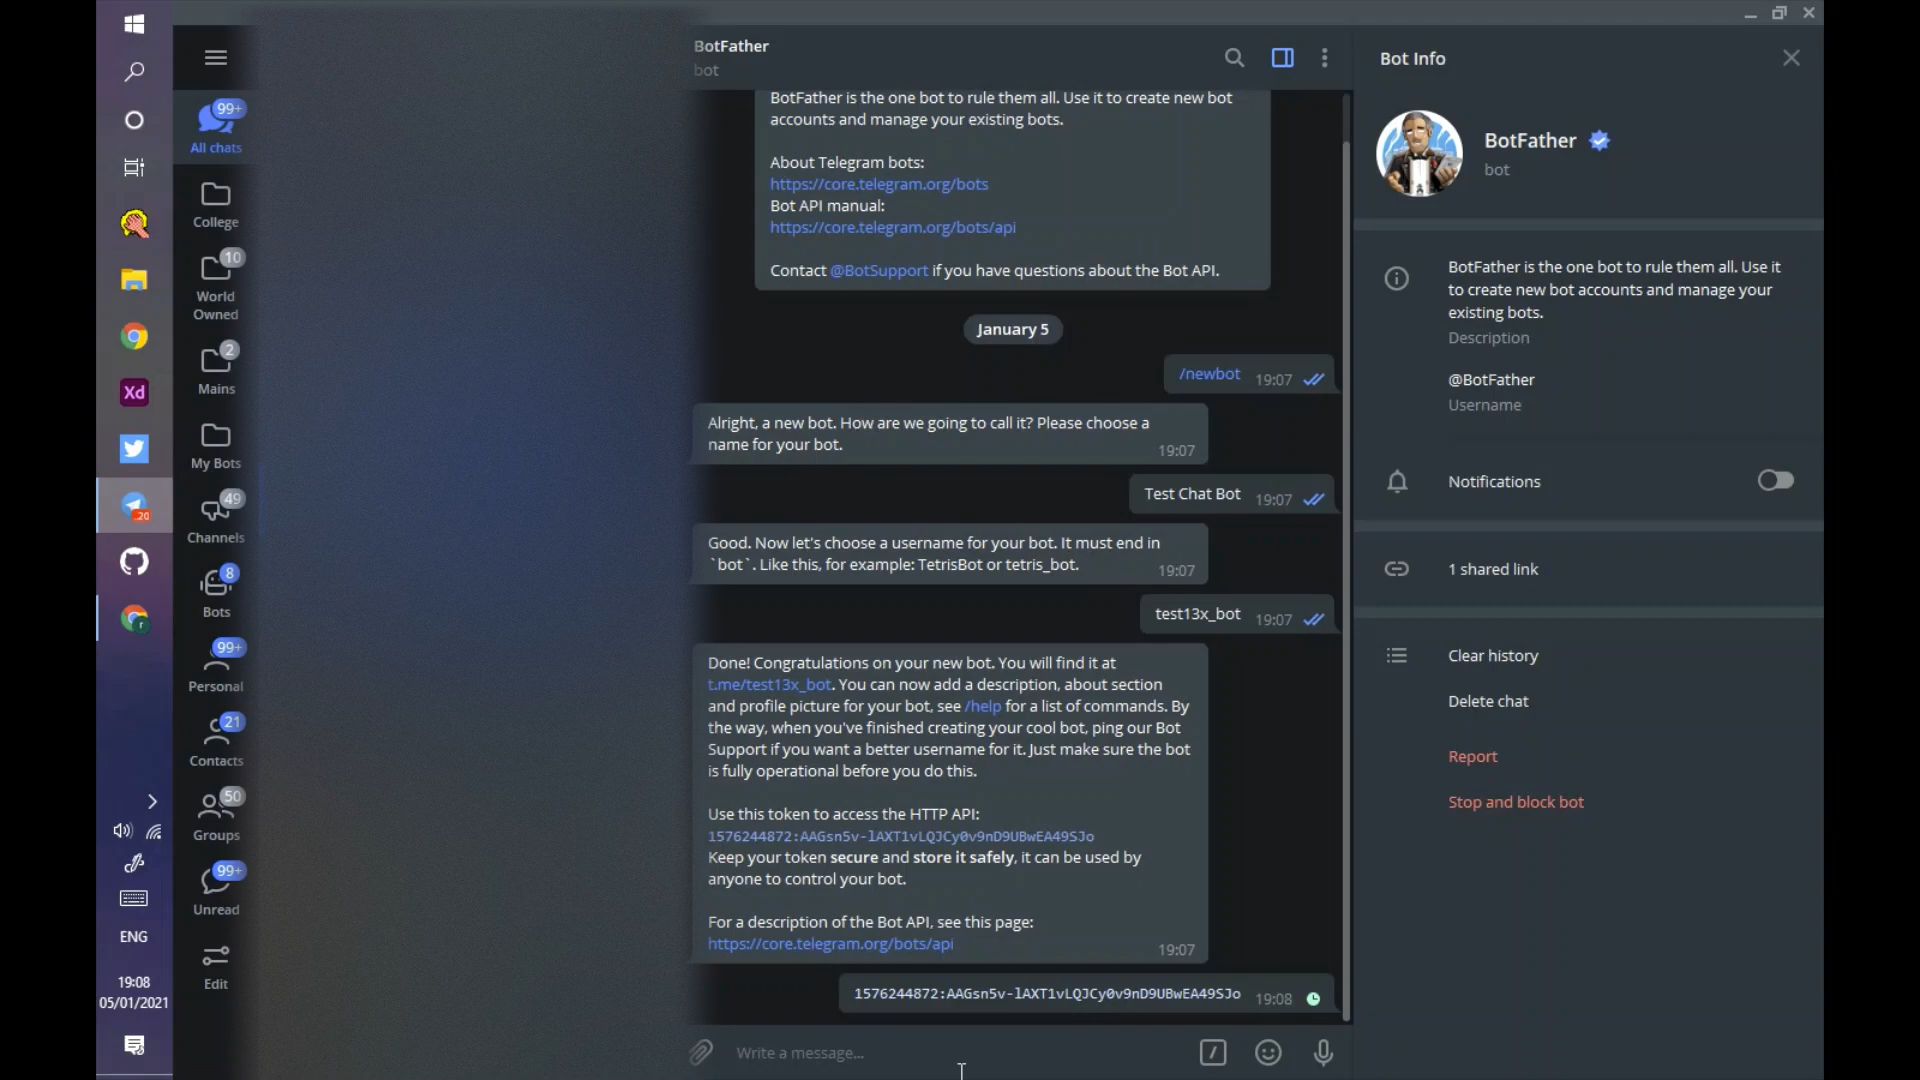 BotFather
bot
Bot Info
BotFather
bot
99+
All chats
College
10
World
Owned
2
Mains
My Bots
49
Channels
8
Bots
99+
Personal
21
Contacts
50
Groups
99+
Unread
Edit
Xd
20
r
ENG
19:08
05/01/2021
BotFather is the one bot to rule them all. Use it to create new bot
accounts and manage your existing bots.
About Telegram bots:
https://core.telegram.org/bots
Bot API manual:
https://core.telegram.org/bots/api
Contact @BotSupport if you have questions about the Bot API.
January 5
/newbot 19:07
Alright, a new bot. How are we going to call it? Please choose a
name for your bot.
19:07
Test Chat Bot 19:07
Good. Now let's choose a username for your bot. It must end in
`bot`. Like this, for example: TetrisBot or tetris_bot.
19:07
test13x_bot 19:07
Done! Congratulations on your new bot. You will find it at
t.me/test13x_bot. You can now add a description, about section
and profile picture for your bot, see /help for a list of commands. By
the way, when you've finished creating your cool bot, ping our Bot
Support if you want a better username for it. Just make sure the bot
is fully operational before you do this.
Use this token to access the HTTP API:
1576244872:AAGsn5v-lAXT1vLQJCy0v9nD9UBwEA49SJo
Keep your token secure and store it safely, it can be used by
anyone to control your bot.
For a description of the Bot API, see this page:
https://core.telegram.org/bots/api
19:07
1576244872:AAGsn5v-lAXT1vLQJCy0v9nD9UBwEA49SJo 19:08
Write a message...
BotFather is the one bot to rule them all. Use it
to create new bot accounts and manage your
existing bots.
Description
@BotFather
Username
Notifications
1 shared link
Clear history
Delete chat
Report
Stop and block bot